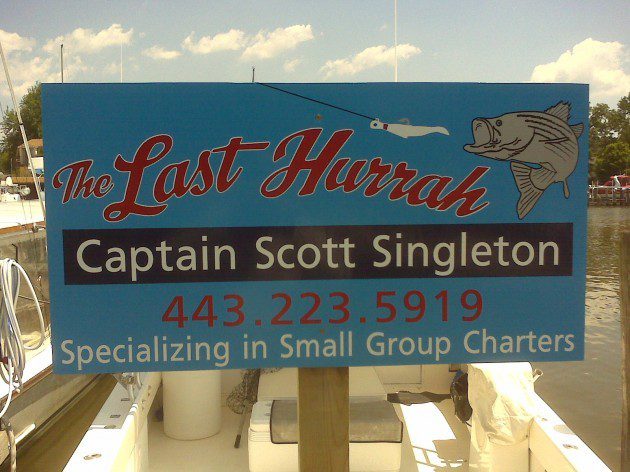 The Last Hurrah
Captain Scott Singleton
443.223.5919
Specializing in Small Group Charters